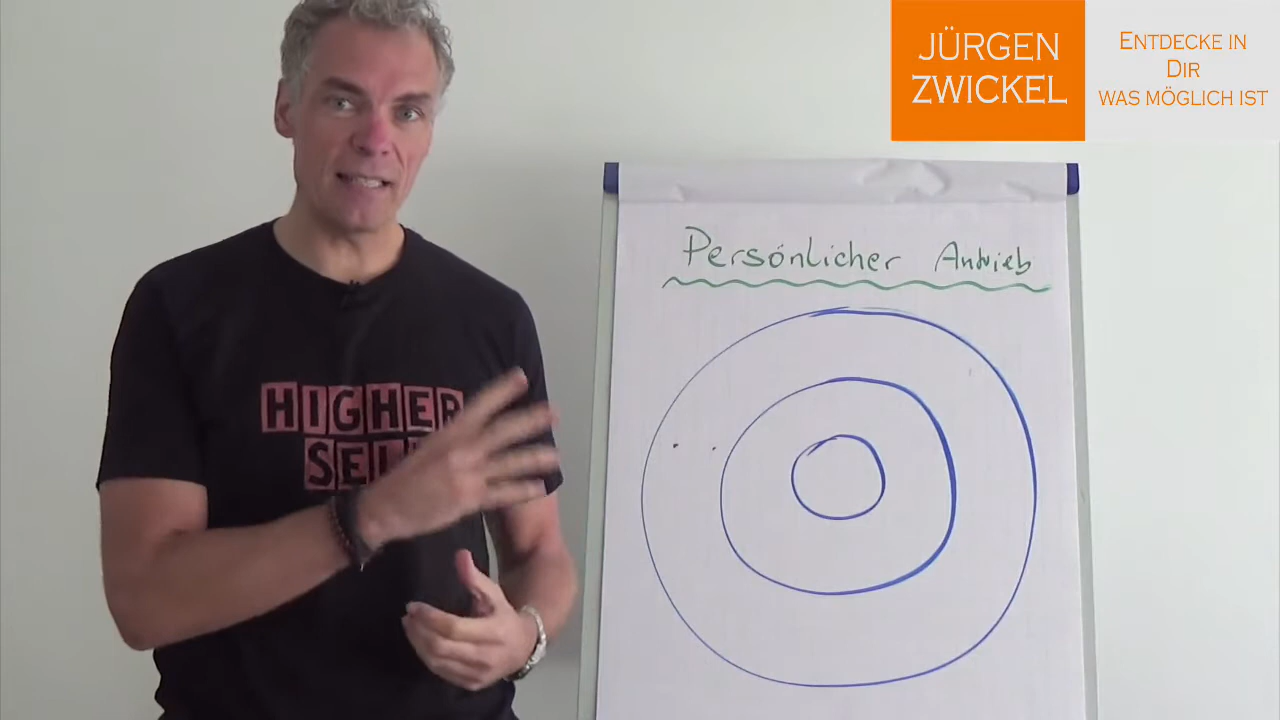 JÜRGEN
ZWICKEL
ENTDECKE IN
DIR
WAS MÖGLICH IST
Persönlicher Antrieb
HIGHER